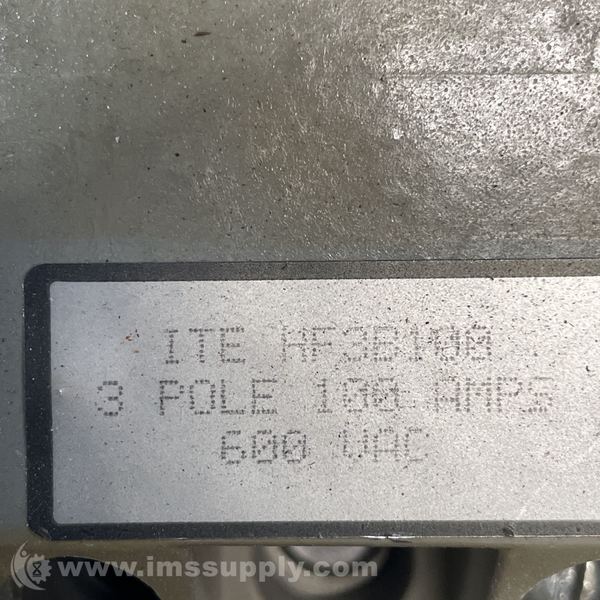 ITE HF3B100
3 POLE 100 AMPS
600 VAC
www.imssupply.com